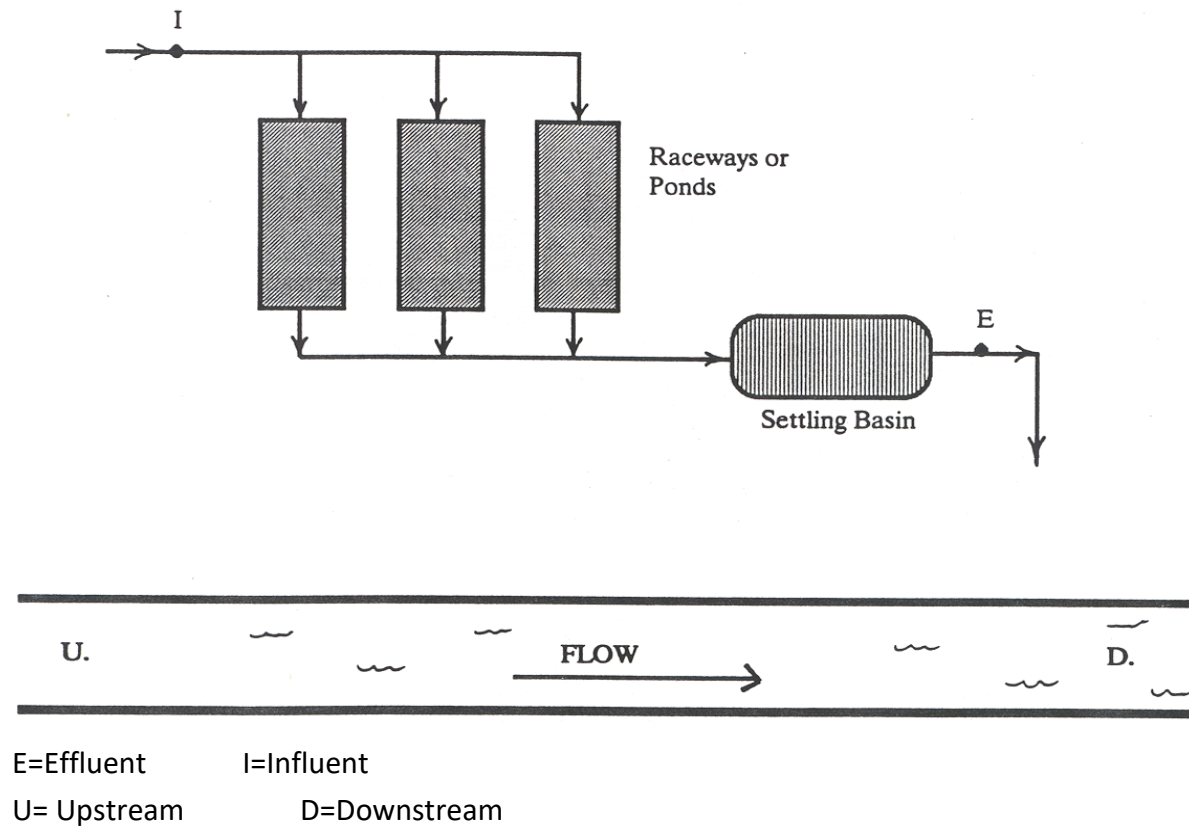 I
Raceways or
Ponds
E
Settling Basin
U.
FLOW
D.
E=Effluent I=Influent
U= Upstream D=Downstream